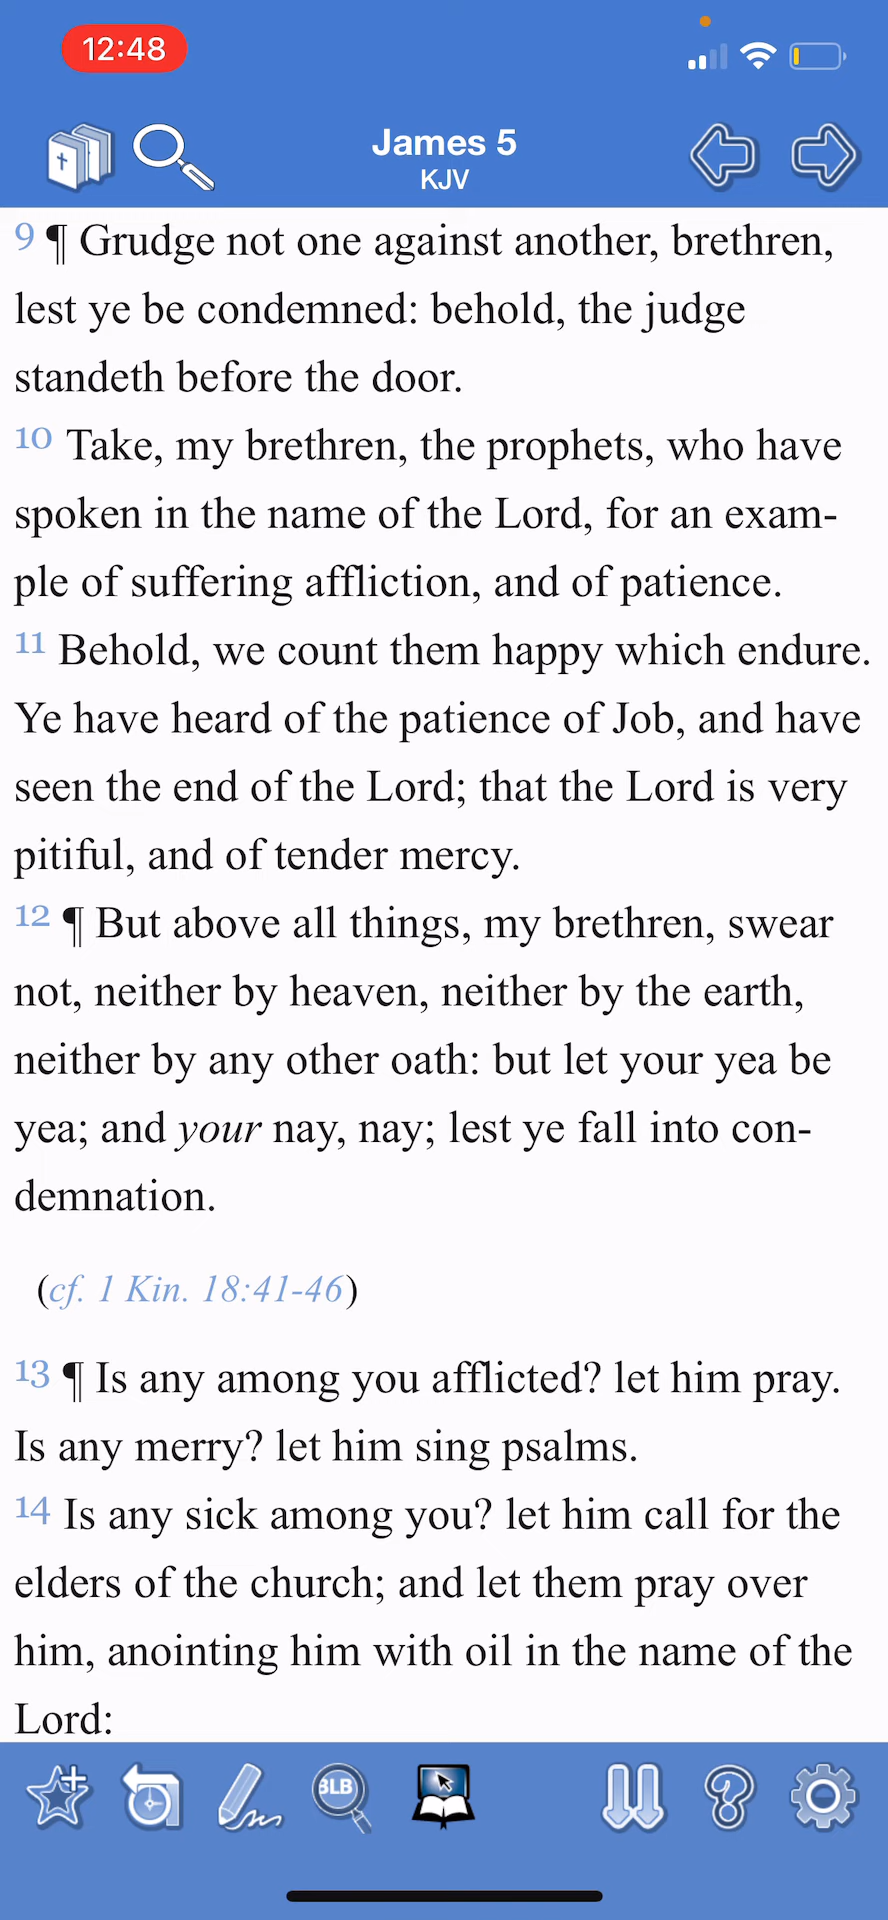 12:48
James 5
KJV
9 ¶ Grudge not one against another, brethren,
lest ye be condemned: behold, the judge
standeth before the door.
10 Take, my brethren, the prophets, who have
spoken in the name of the Lord, for an exam-
ple of suffering affliction, and of patience.
11 Behold, we count them happy which endure.
Ye have heard of the patience of Job, and have
seen the end of the Lord; that the Lord is very
pitiful, and of tender mercy.
12 ¶ But above all things, my brethren, swear
not, neither by heaven, neither by the earth,
neither by any other oath: but let your yea be
yea; and your nay, nay; lest ye fall into con-
demnation.
(cf. 1 Kin. 18:41-46)
13 ¶ Is any among you afflicted? let him pray.
Is any merry? let him sing psalms.
14 Is any sick among you? let him call for the
elders of the church; and let them pray over
him, anointing him with oil in the name of the
Lord:
BLB